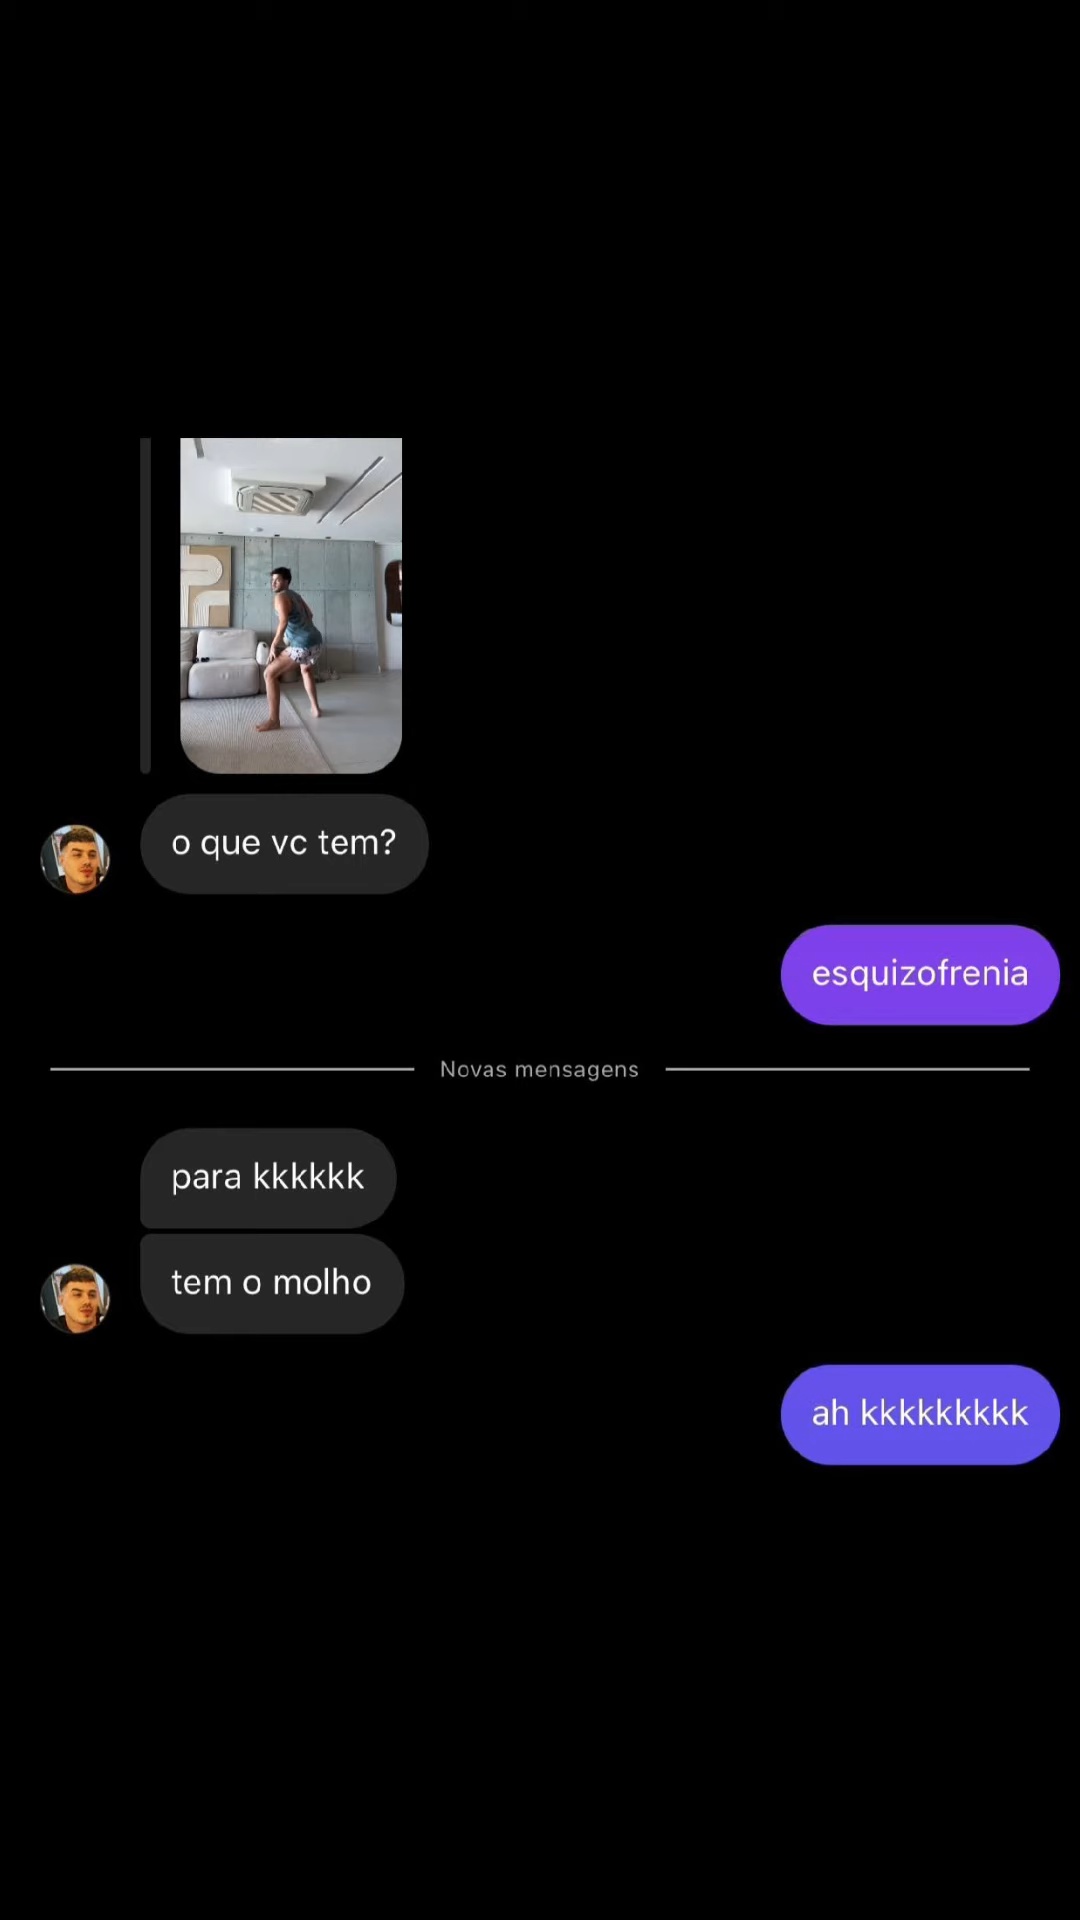 o que vc tem?
esquizofrenia
Novas mensagens
para kkkkkk
tem o molho
ah kkkkkkkkk